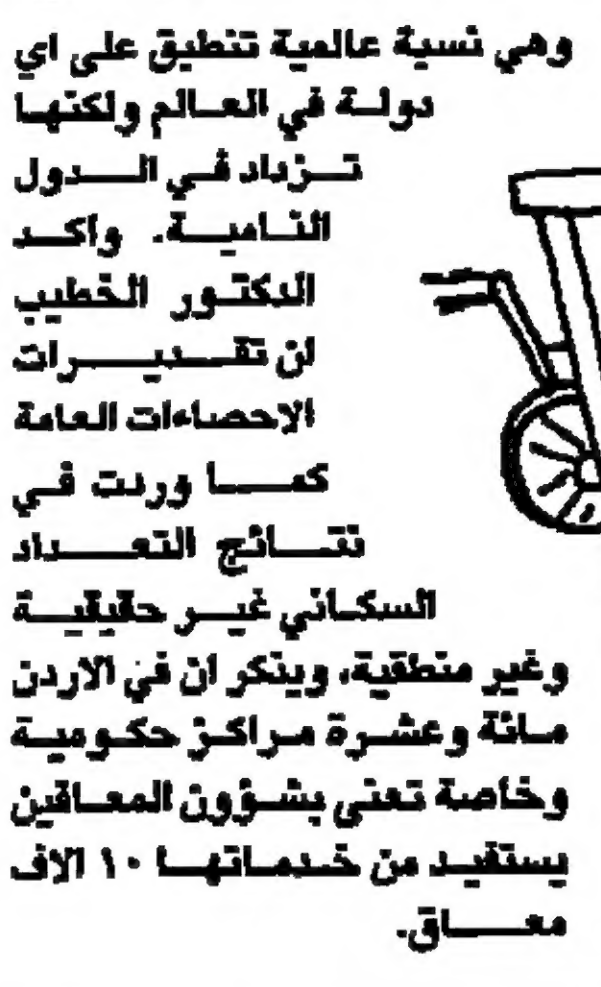 وهي نسبة عالمية تنطبق على اي
دولة في العالم ولكنها
تزداد في الدول
النامية. واكد
الدكتور الخطيب
ان تقديرات
الاحصاءات العامة
كما وردت في
نتائج التعداد
السكاني غير حقيقية
وغير منطقية، ويذكر ان في الاردن
مائة وعشرة مراكز حكومية
وخاصة تعنى بشؤون المعاقين
يستفيد من خدماتها ١٠ الاف
معاق.